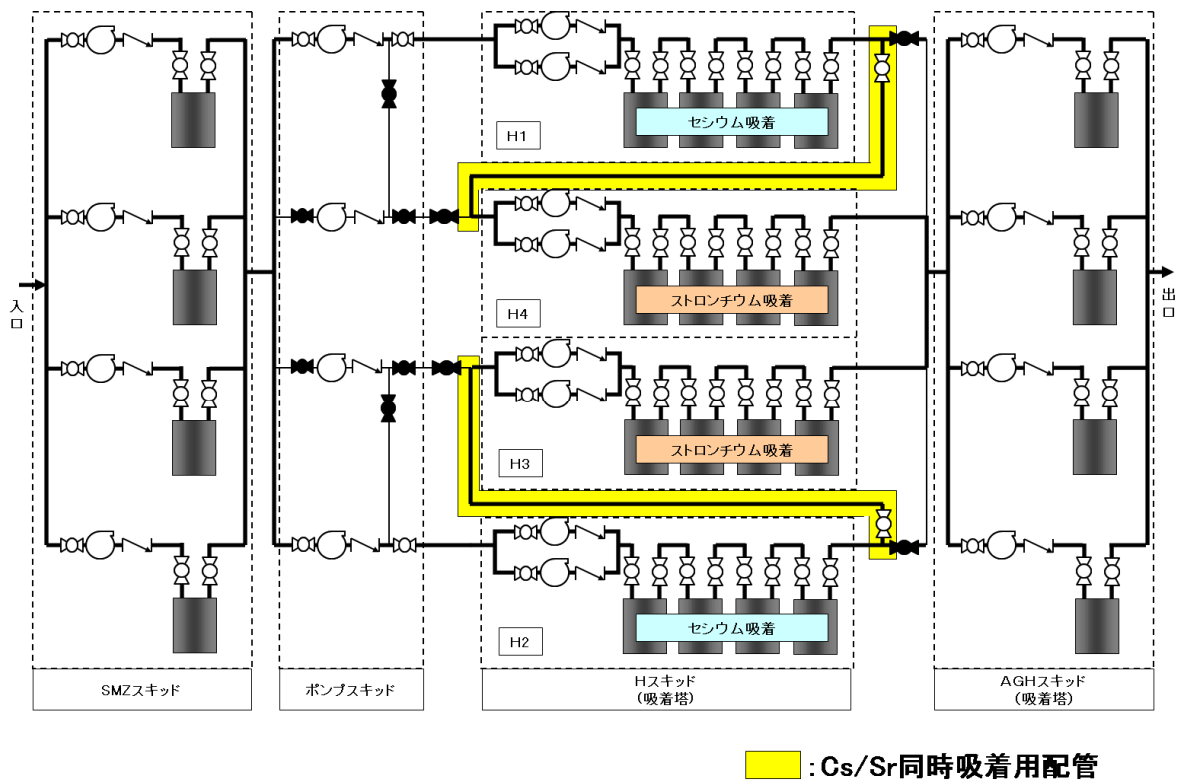 セシウム吸着
H1
入口
出口
ストロンチウム吸着
H4
ストロンチウム吸着
H3
セシウム吸着
H2
SMZスキッド
ポンプスキッド
Hスキッド
(吸着塔)
AGHスキッド
(吸着塔)
:Cs/Sr同時吸着用配管